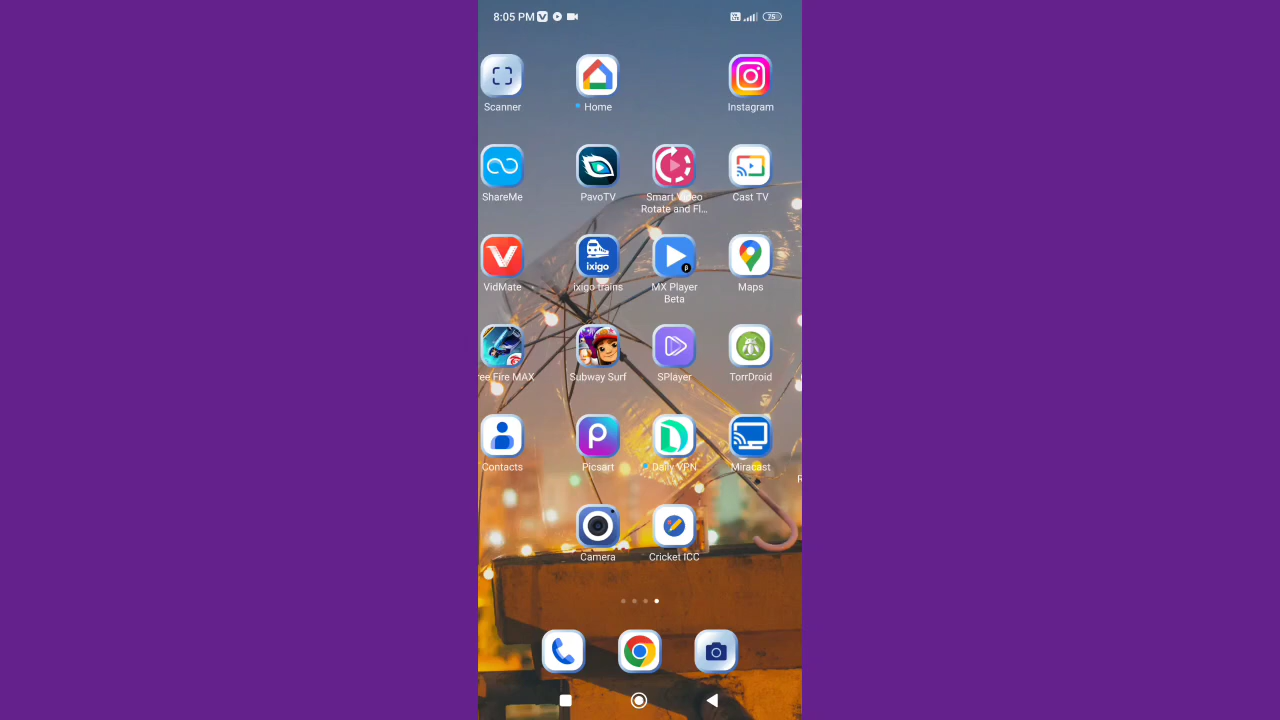 8:05 PM
75
Scanner
Home
Instagram
ShareMe
PavoTV
Smart Video
Rotate and Fl...
Cast TV
VidMate
ixigo
ixigo trains
MX Player
Beta
Maps
ree Fire MAX
Subway Surf
SPlayer
TorrDroid
Contacts
Picsart
Daily VPN
Miracast
R
Camera
Cricket ICC